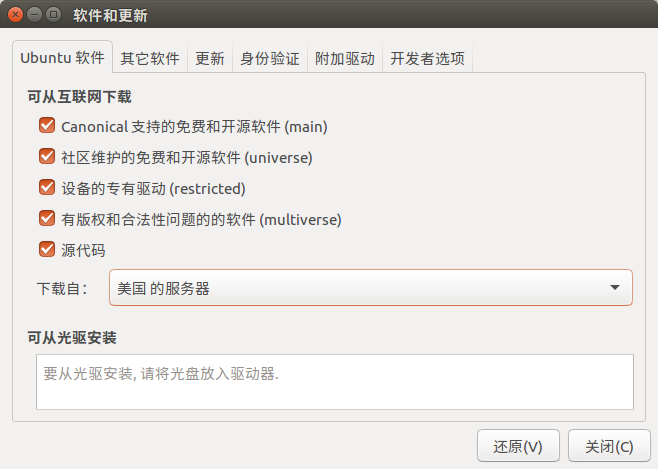 软件和更新
Ubuntu 软件 其它软件 更新 身份验证 附加驱动 开发者选项
可从互联网下载
Canonical 支持的免费和开源软件 (main)
社区维护的免费和开源软件 (universe)
设备的专有驱动 (restricted)
有版权和合法性问题的的软件 (multiverse)
源代码
下载自： 美国 的服务器
可从光驱安装
要从光驱安装, 请将光盘放入驱动器.
还原(V) 关闭(C)